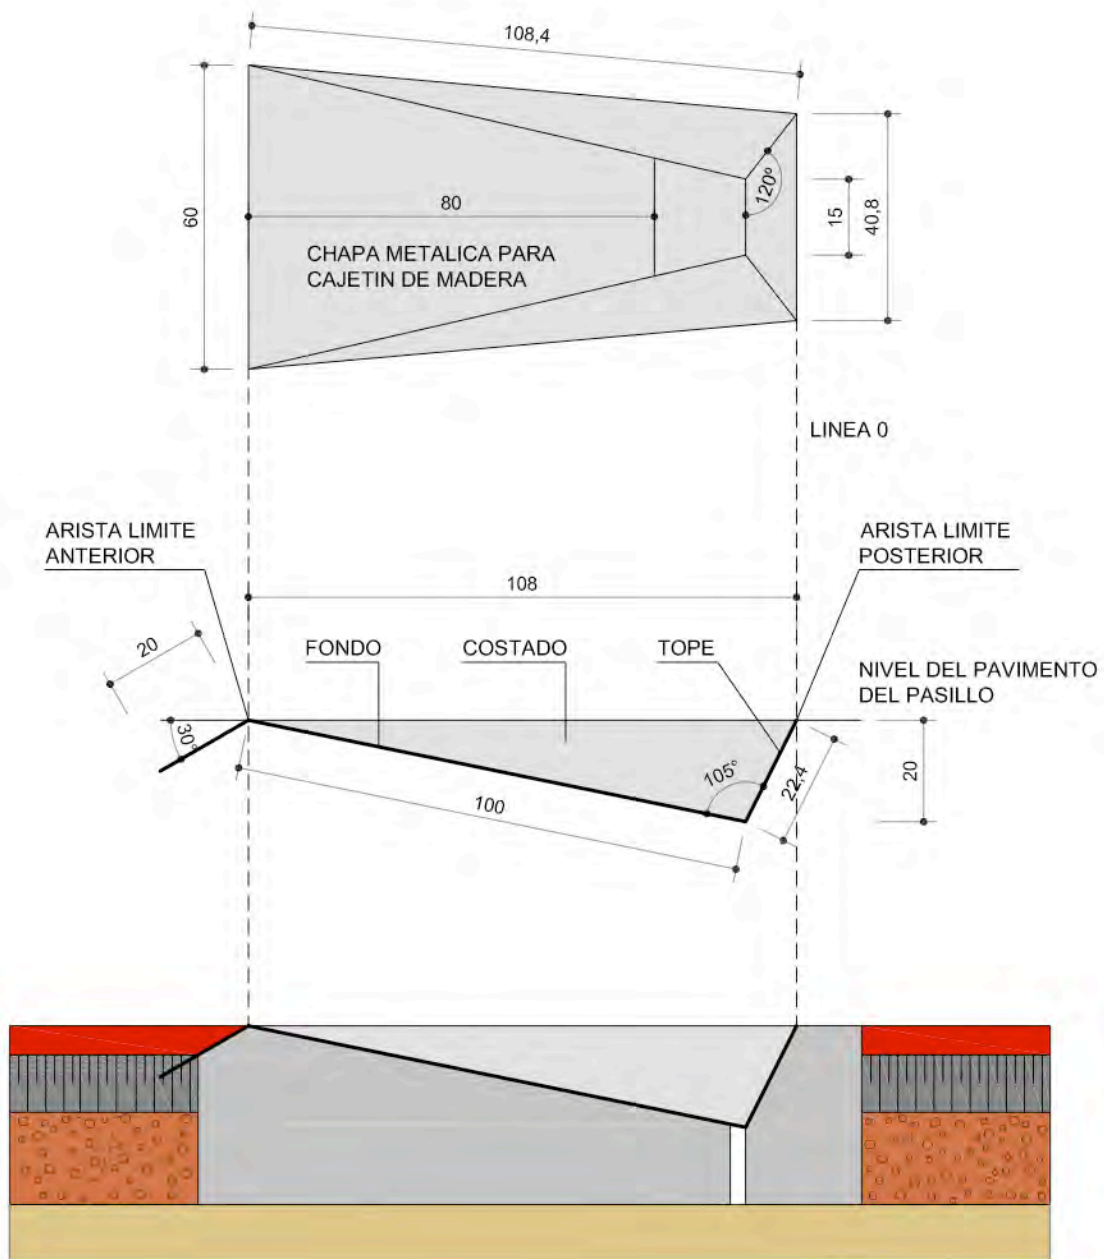 108,4
60
80
120°
15
40,8
CHAPA METALICA PARA
CAJETIN DE MADERA
LINEA 0
ARISTA LIMITE
ANTERIOR
ARISTA LIMITE
POSTERIOR
108
20
FONDO
COSTADO
TOPE
NIVEL DEL PAVIMENTO
DEL PASILLO
30°
105°
22,4
20
100